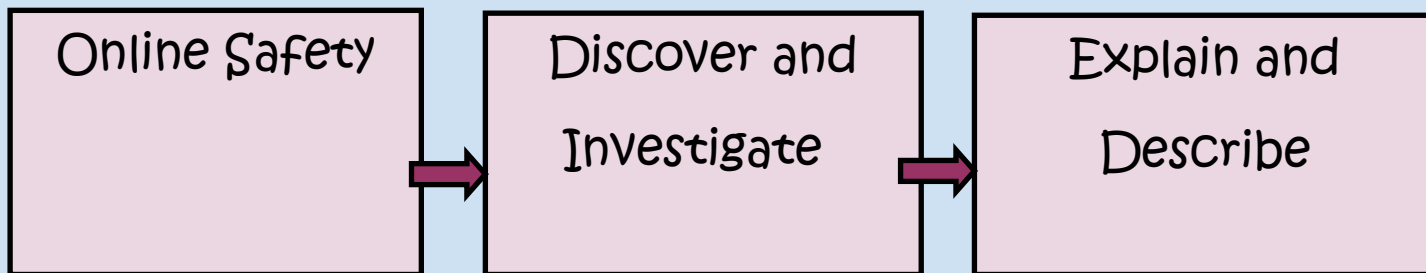 Online Safety
Discover and
Investigate
Explain and
Describe